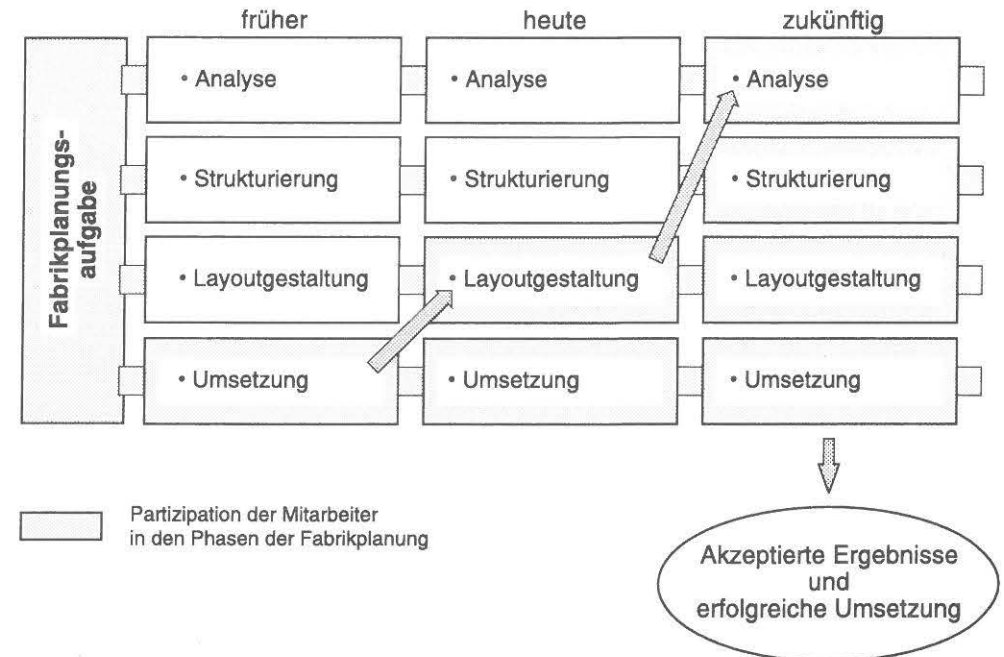 früher heute zukünftig
Fabrikplanungs-
aufgabe
• Analyse • Analyse • Analyse
• Strukturierung • Strukturierung • Strukturierung
• Layoutgestaltung • Layoutgestaltung • Layoutgestaltung
• Umsetzung • Umsetzung • Umsetzung
Partizipation der Mitarbeiter
in den Phasen der Fabrikplanung
Akzeptierte Ergebnisse
und
erfolgreiche Umsetzung